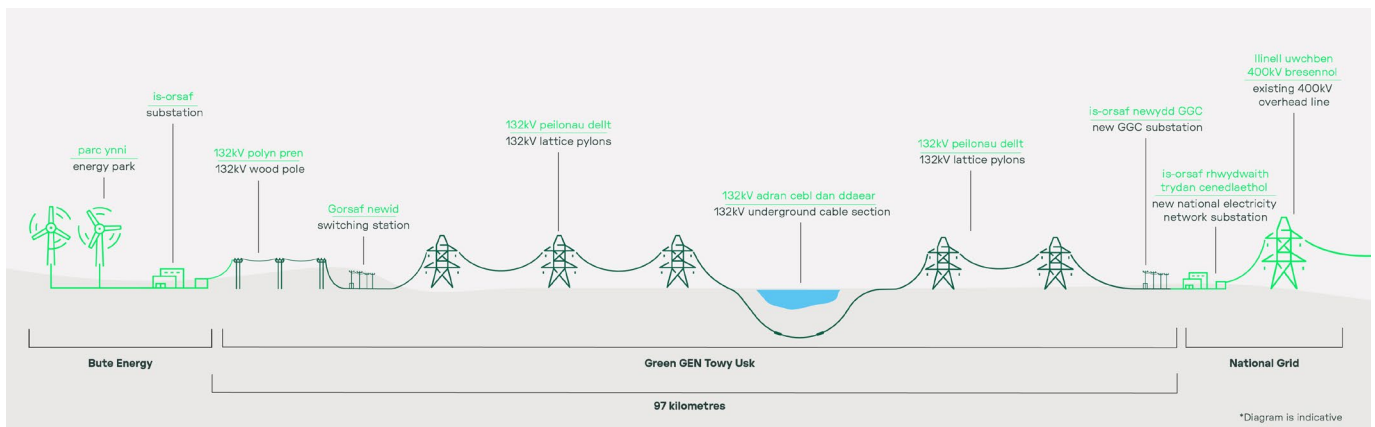 llinell uwchben
400kV bresennol
existing 400kV
overhead line
is-orsaf
substation
is-orsaf newydd GGC
new GGC substation
132kV peilonau dellt
132kV lattice pylons
132kV peilonau dellt
132kV lattice pylons
parc ynni
energy park
132kV polyn pren
132kV wood pole
is-orsaf rhwydwaith
trydan cenedlaethol
new national electricity
network substation
132kV adran cebl dan ddaear
132kV underground cable section
Gorsaf newid
switching station
Bute Energy
Green GEN Towy Usk
National Grid
97 kilometres
*Diagram is indicative